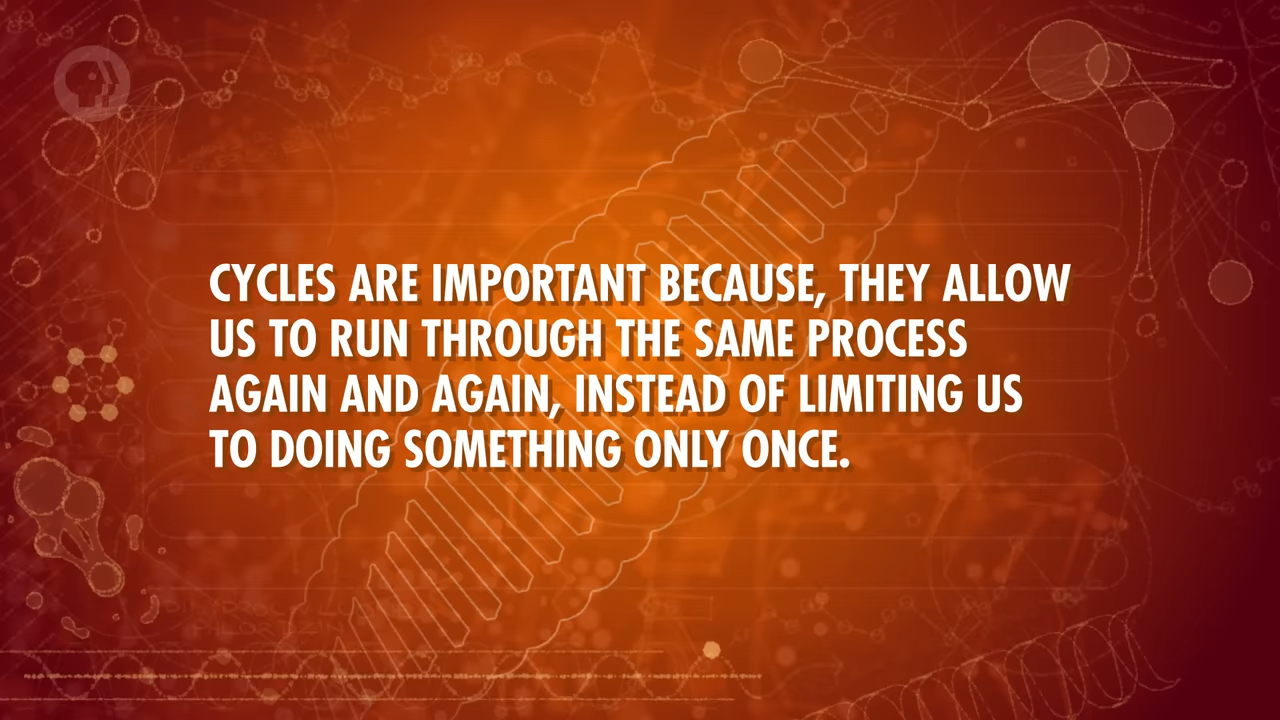 CYCLES ARE IMPORTANT BECAUSE, THEY ALLOW
US TO RUN THROUGH THE SAME PROCESS
AGAIN AND AGAIN, INSTEAD OF LIMITING US
TO DOING SOMETHING ONLY ONCE.